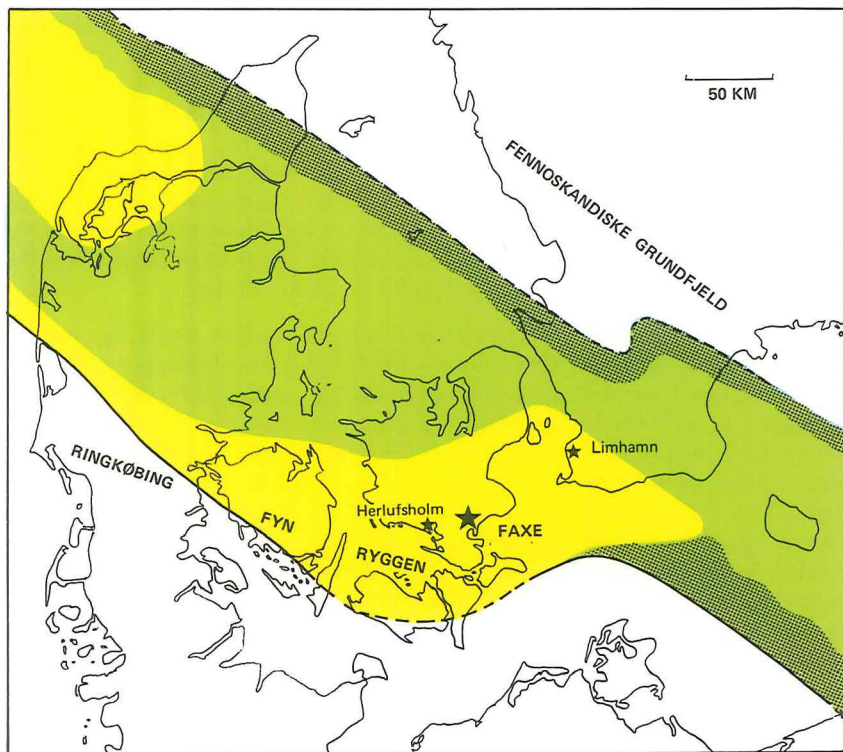 50 KM
FENNOSKANDISKE GRUNDFJELD
Limhamn
RINGKØBING
Herlufsholm
FAXE
FYN
RYGGEN